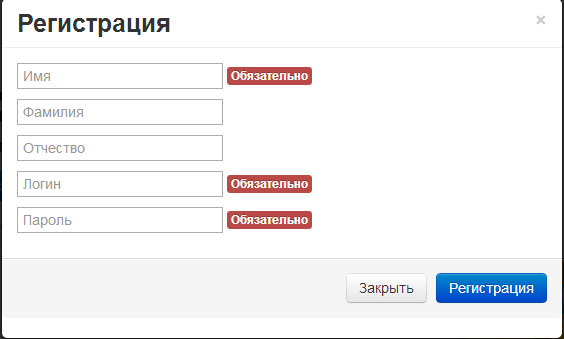 Регистрация ×
Имя Обязательно
Фамилия
Отчество
Логин Обязательно
Пароль Обязательно
Закрыть Регистрация